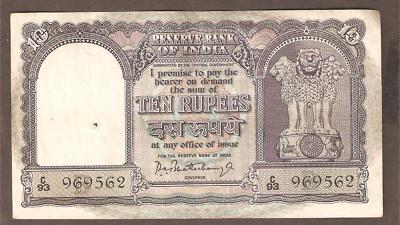 10
10
RESERVE BANK
OF INDIA
GUARANTEED BY THE CENTRAL GOVERNMENT
I promise to pay the
bearer on demand
the sum of
TEN RUPEES
दस रूपये
at any office of issue
FOR THE RESERVE BANK OF INDIA
GOVERNOR
C/93 969562
C/93 969562